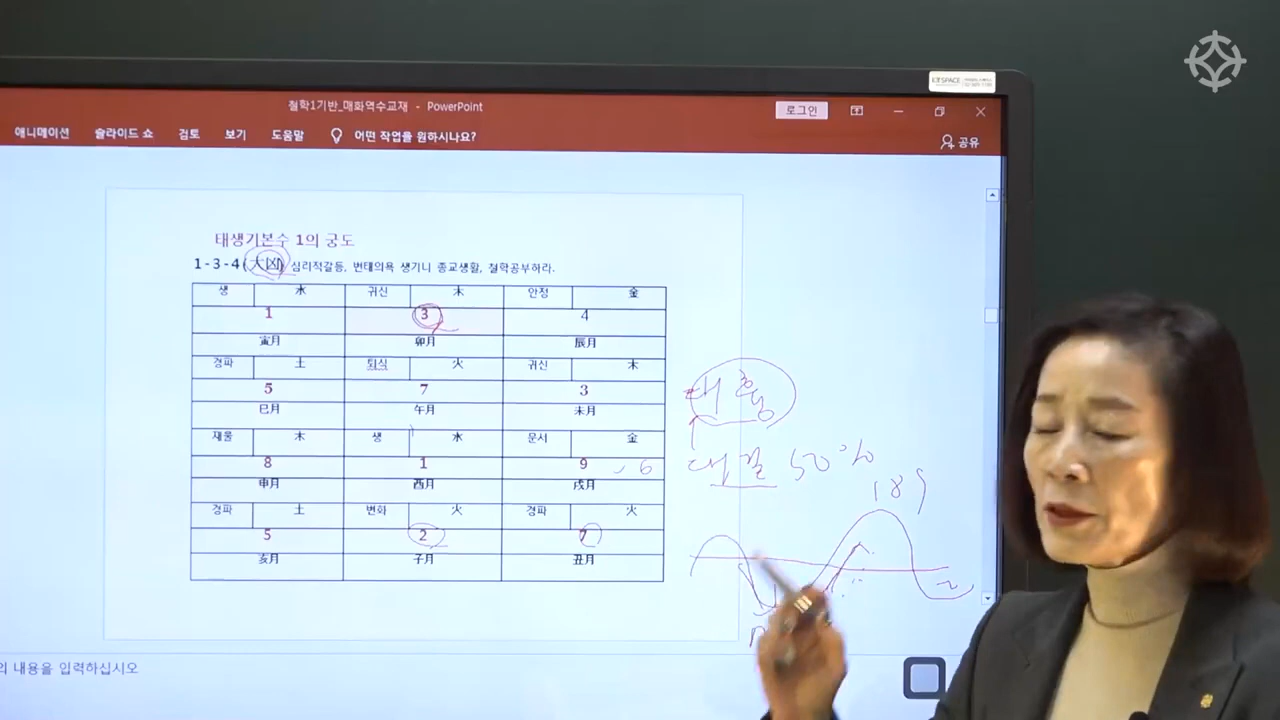 철학1기반_매화역수교재 - PowerPoint
로그인
애니메이션 슬라이드 쇼 검토 보기 도움말 어떤 작업을 원하시나요? 공유
태생기본수 1의 궁도
1-3-4(大凶) 심리적갈등, 변태의욕 생기니 종교생활, 철학공부하라.
생 水 귀신 木 안정 金
1 3 4
寅月 卯月 辰月
경파 土 퇴식 火 귀신 木
5 7 3
巳月 午月 未月
재물 木 생 水 문서 金
8 1 9 6
申月 酉月 戌月
경파 土 변화 火 경파 火
5 2 7
亥月 子月 丑月
대흉
대길 50%
(8)
의 내용을 입력하십시오